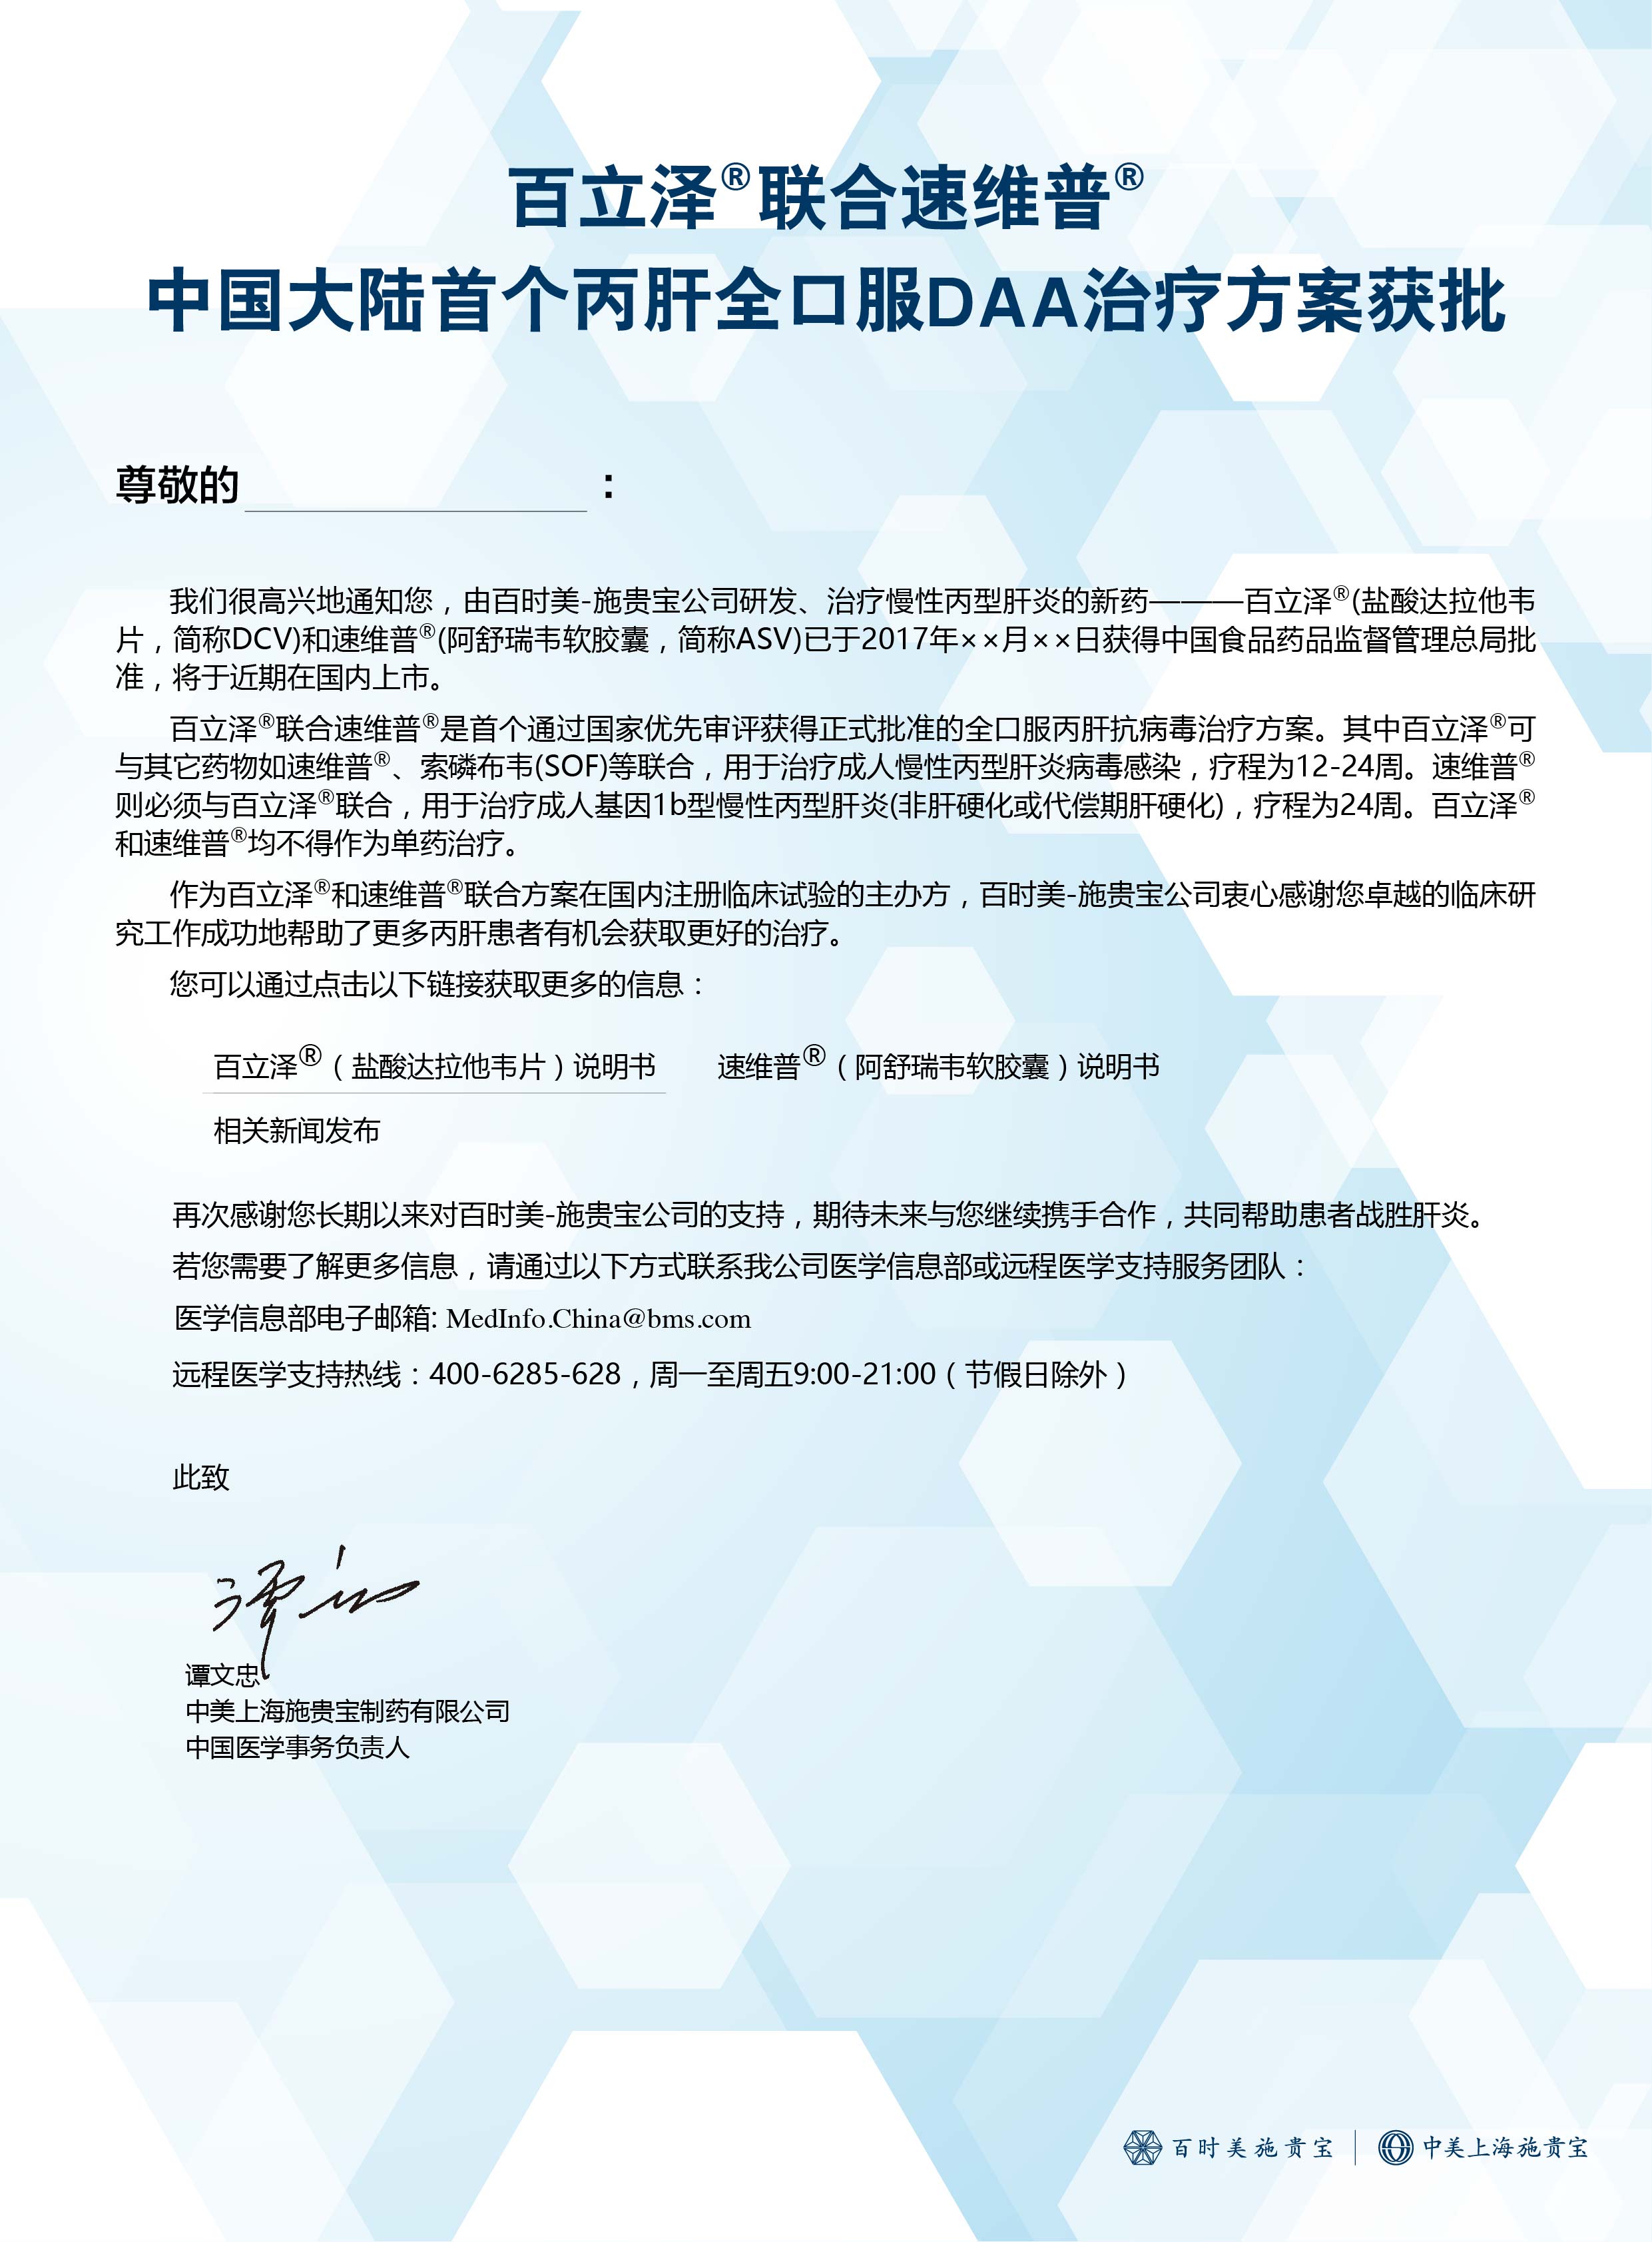 百立泽®联合速维普®
中国大陆首个丙肝全口服DAA治疗方案获批
尊敬的____________：
我们很高兴地通知您，由百时美-施贵宝公司研发、治疗慢性丙型肝炎的新药———百立泽®(盐酸达拉他韦
片，简称DCV)和速维普®(阿舒瑞韦软胶囊，简称ASV)已于2017年××月××日获得中国食品药品监督管理总局批
准，将于近期在国内上市。
百立泽®联合速维普®是首个通过国家优先审评获得正式批准的全口服丙肝抗病毒治疗方案。其中百立泽®可
与其它药物如速维普®、索磷布韦(SOF)等联合，用于治疗成人慢性丙型肝炎病毒感染，疗程为12-24周。速维普®
则必须与百立泽®联合，用于治疗成人基因1b型慢性丙型肝炎(非肝硬化或代偿期肝硬化)，疗程为24周。百立泽®
和速维普®均不得作为单药治疗。
作为百立泽®和速维普®联合方案在国内注册临床试验的主办方，百时美-施贵宝公司衷心感谢您卓越的临床研
究工作成功地帮助了更多丙肝患者有机会获取更好的治疗。
您可以通过点击以下链接获取更多的信息：
百立泽®（盐酸达拉他韦片）说明书 速维普®（阿舒瑞韦软胶囊）说明书
相关新闻发布
再次感谢您长期以来对百时美-施贵宝公司的支持，期待未来与您继续携手合作，共同帮助患者战胜肝炎。
若您需要了解更多信息，请通过以下方式联系我公司医学信息部或远程医学支持服务团队：
医学信息部电子邮箱: MedInfo.China@bms.com
远程医学支持热线：400-6285-628，周一至周五9:00-21:00（节假日除外）
此致
谭文忠
中美上海施贵宝制药有限公司
中国医学事务负责人
百时美施贵宝 | 中美上海施贵宝